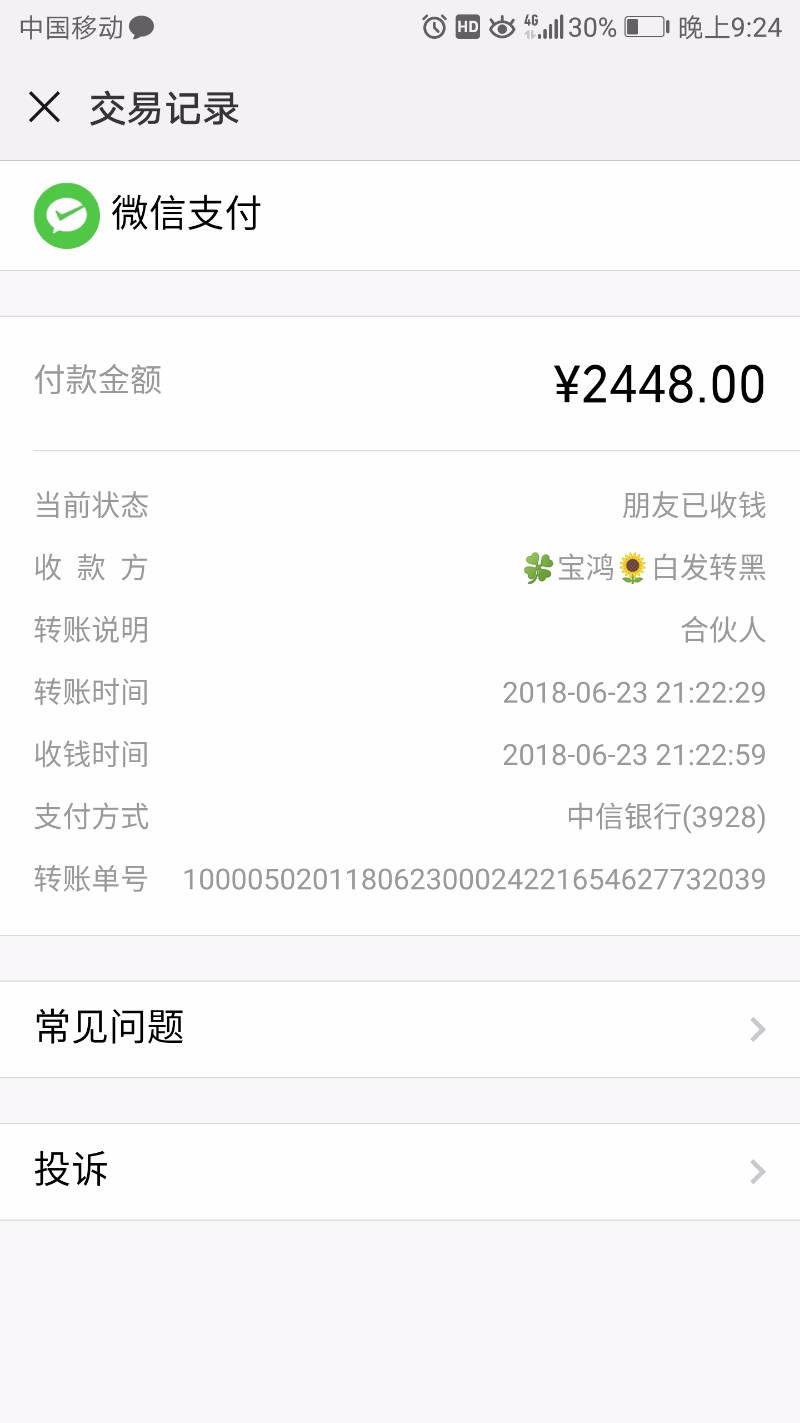 中国移动 HD 4G 30% 晚上9:24
交易记录
微信支付
付款金额 ¥2448.00
当前状态 朋友已收钱
收款方 🍀宝鸿🌻白发转黑
转账说明 合伙人
转账时间 2018-06-23 21:22:29
收钱时间 2018-06-23 21:22:59
支付方式 中信银行(3928)
转账单号 1000050201180623000242216546277320​39
常见问题
投诉